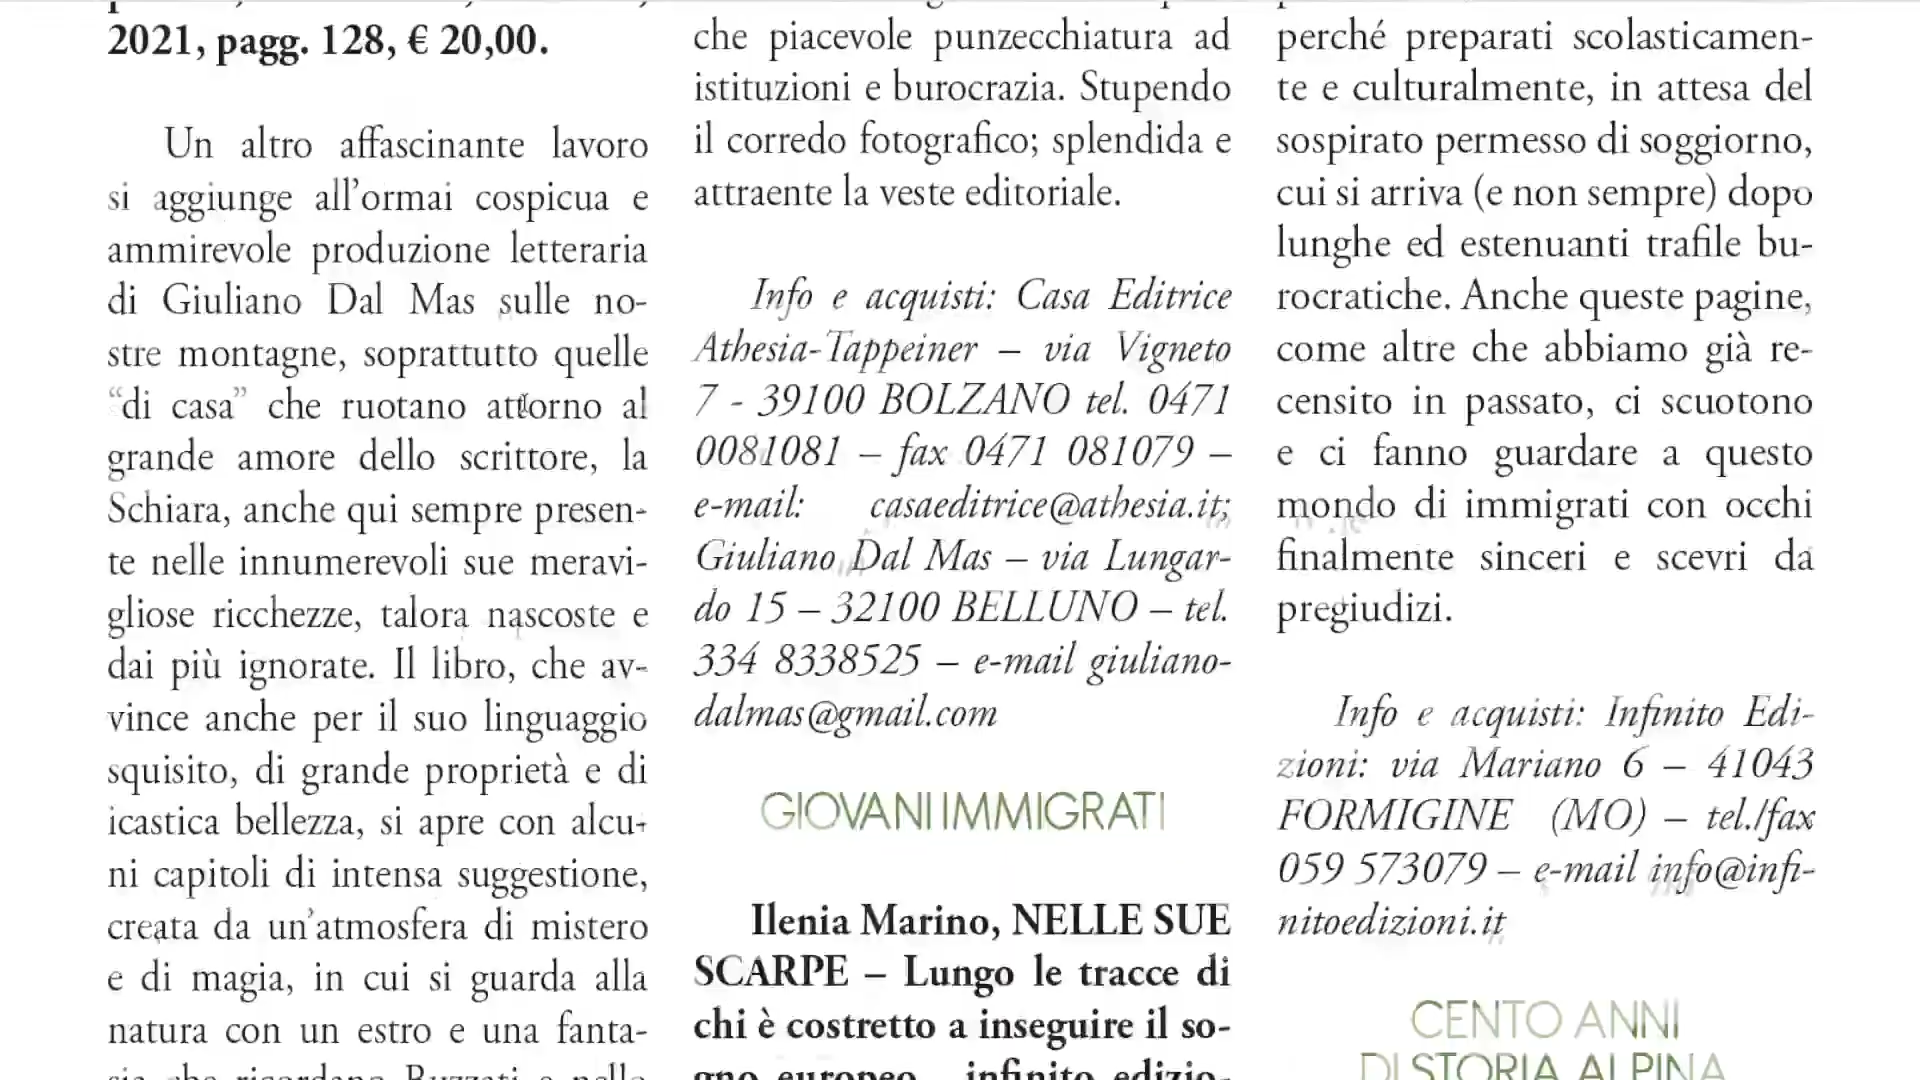 2021, pagg. 128, € 20,00.
Un altro affascinante lavoro
si aggiunge all’ormai cospicua e
ammirevole produzione letteraria
di Giuliano Dal Mas sulle no-
stre montagne, soprattutto quelle
“di casa” che ruotano attorno al
grande amore dello scrittore, la
Schiara, anche qui sempre presen-
te nelle innumerevoli sue meravi-
gliose ricchezze, talora nascoste e
dai più ignorate. Il libro, che av-
vince anche per il suo linguaggio
squisito, di grande proprietà e di
icastica bellezza, si apre con alcu-
ni capitoli di intensa suggestione,
creata da un’atmosfera di mistero
e di magia, in cui si guarda alla
natura con un estro e una fanta-
sia che ricordano Buzzati e nelle
che piacevole punzecchiatura ad
istituzioni e burocrazia. Stupendo
il corredo fotografico; splendida e
attraente la veste editoriale.
Info e acquisti: Casa Editrice
Athesia-Tappeiner – via Vigneto
7 - 39100 BOLZANO tel. 0471
0081081 – fax 0471 081079 –
e-mail: casaeditrice@athesia.it;
Giuliano Dal Mas – via Lungar-
do 15 – 32100 BELLUNO – tel.
334 8338525 – e-mail giuliano-
dalmas@gmail.com
GIOVANI IMMIGRATI
Ilenia Marino, NELLE SUE
SCARPE – Lungo le tracce di
chi è costretto a inseguire il so-
gno europeo infinito edizio-
perché preparati scolasticamen-
te e culturalmente, in attesa del
sospirato permesso di soggiorno,
cui si arriva (e non sempre) dopo
lunghe ed estenuanti trafile bu-
rocratiche. Anche queste pagine,
come altre che abbiamo già re-
censito in passato, ci scuotono
e ci fanno guardare a questo
mondo di immigrati con occhi
finalmente sinceri e scevri da
pregiudizi.
Info e acquisti: Infinito Edi-
zioni: via Mariano 6 – 41043
FORMIGINE (MO) – tel./fax
059 573079 – e-mail info@infi-
nitoedizioni.it
CENTO ANNI
DI STORIA ALPINA